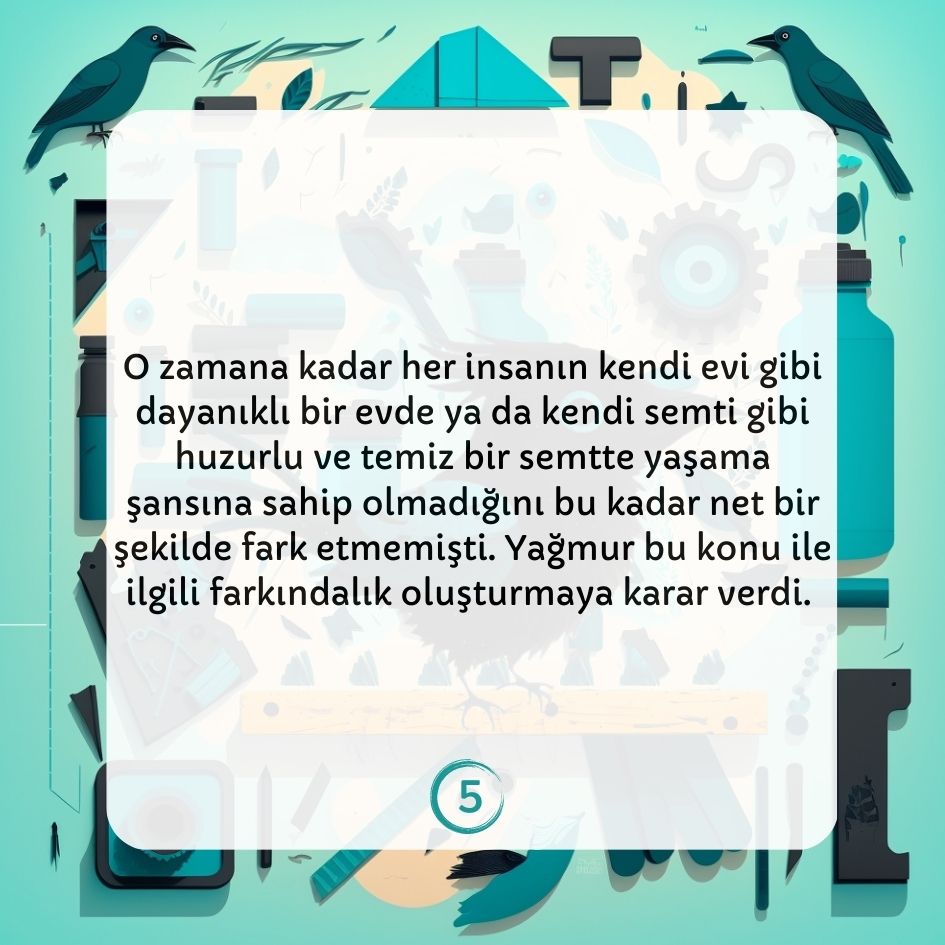 O zamana kadar her insanın kendi evi gibi
dayanıklı bir evde ya da kendi semti gibi
huzurlu ve temiz bir semtte yaşama
şansına sahip olmadığını bu kadar net bir
şekilde fark etmemişti. Yağmur bu konu ile
ilgili farkındalık oluşturmaya karar verdi.
5